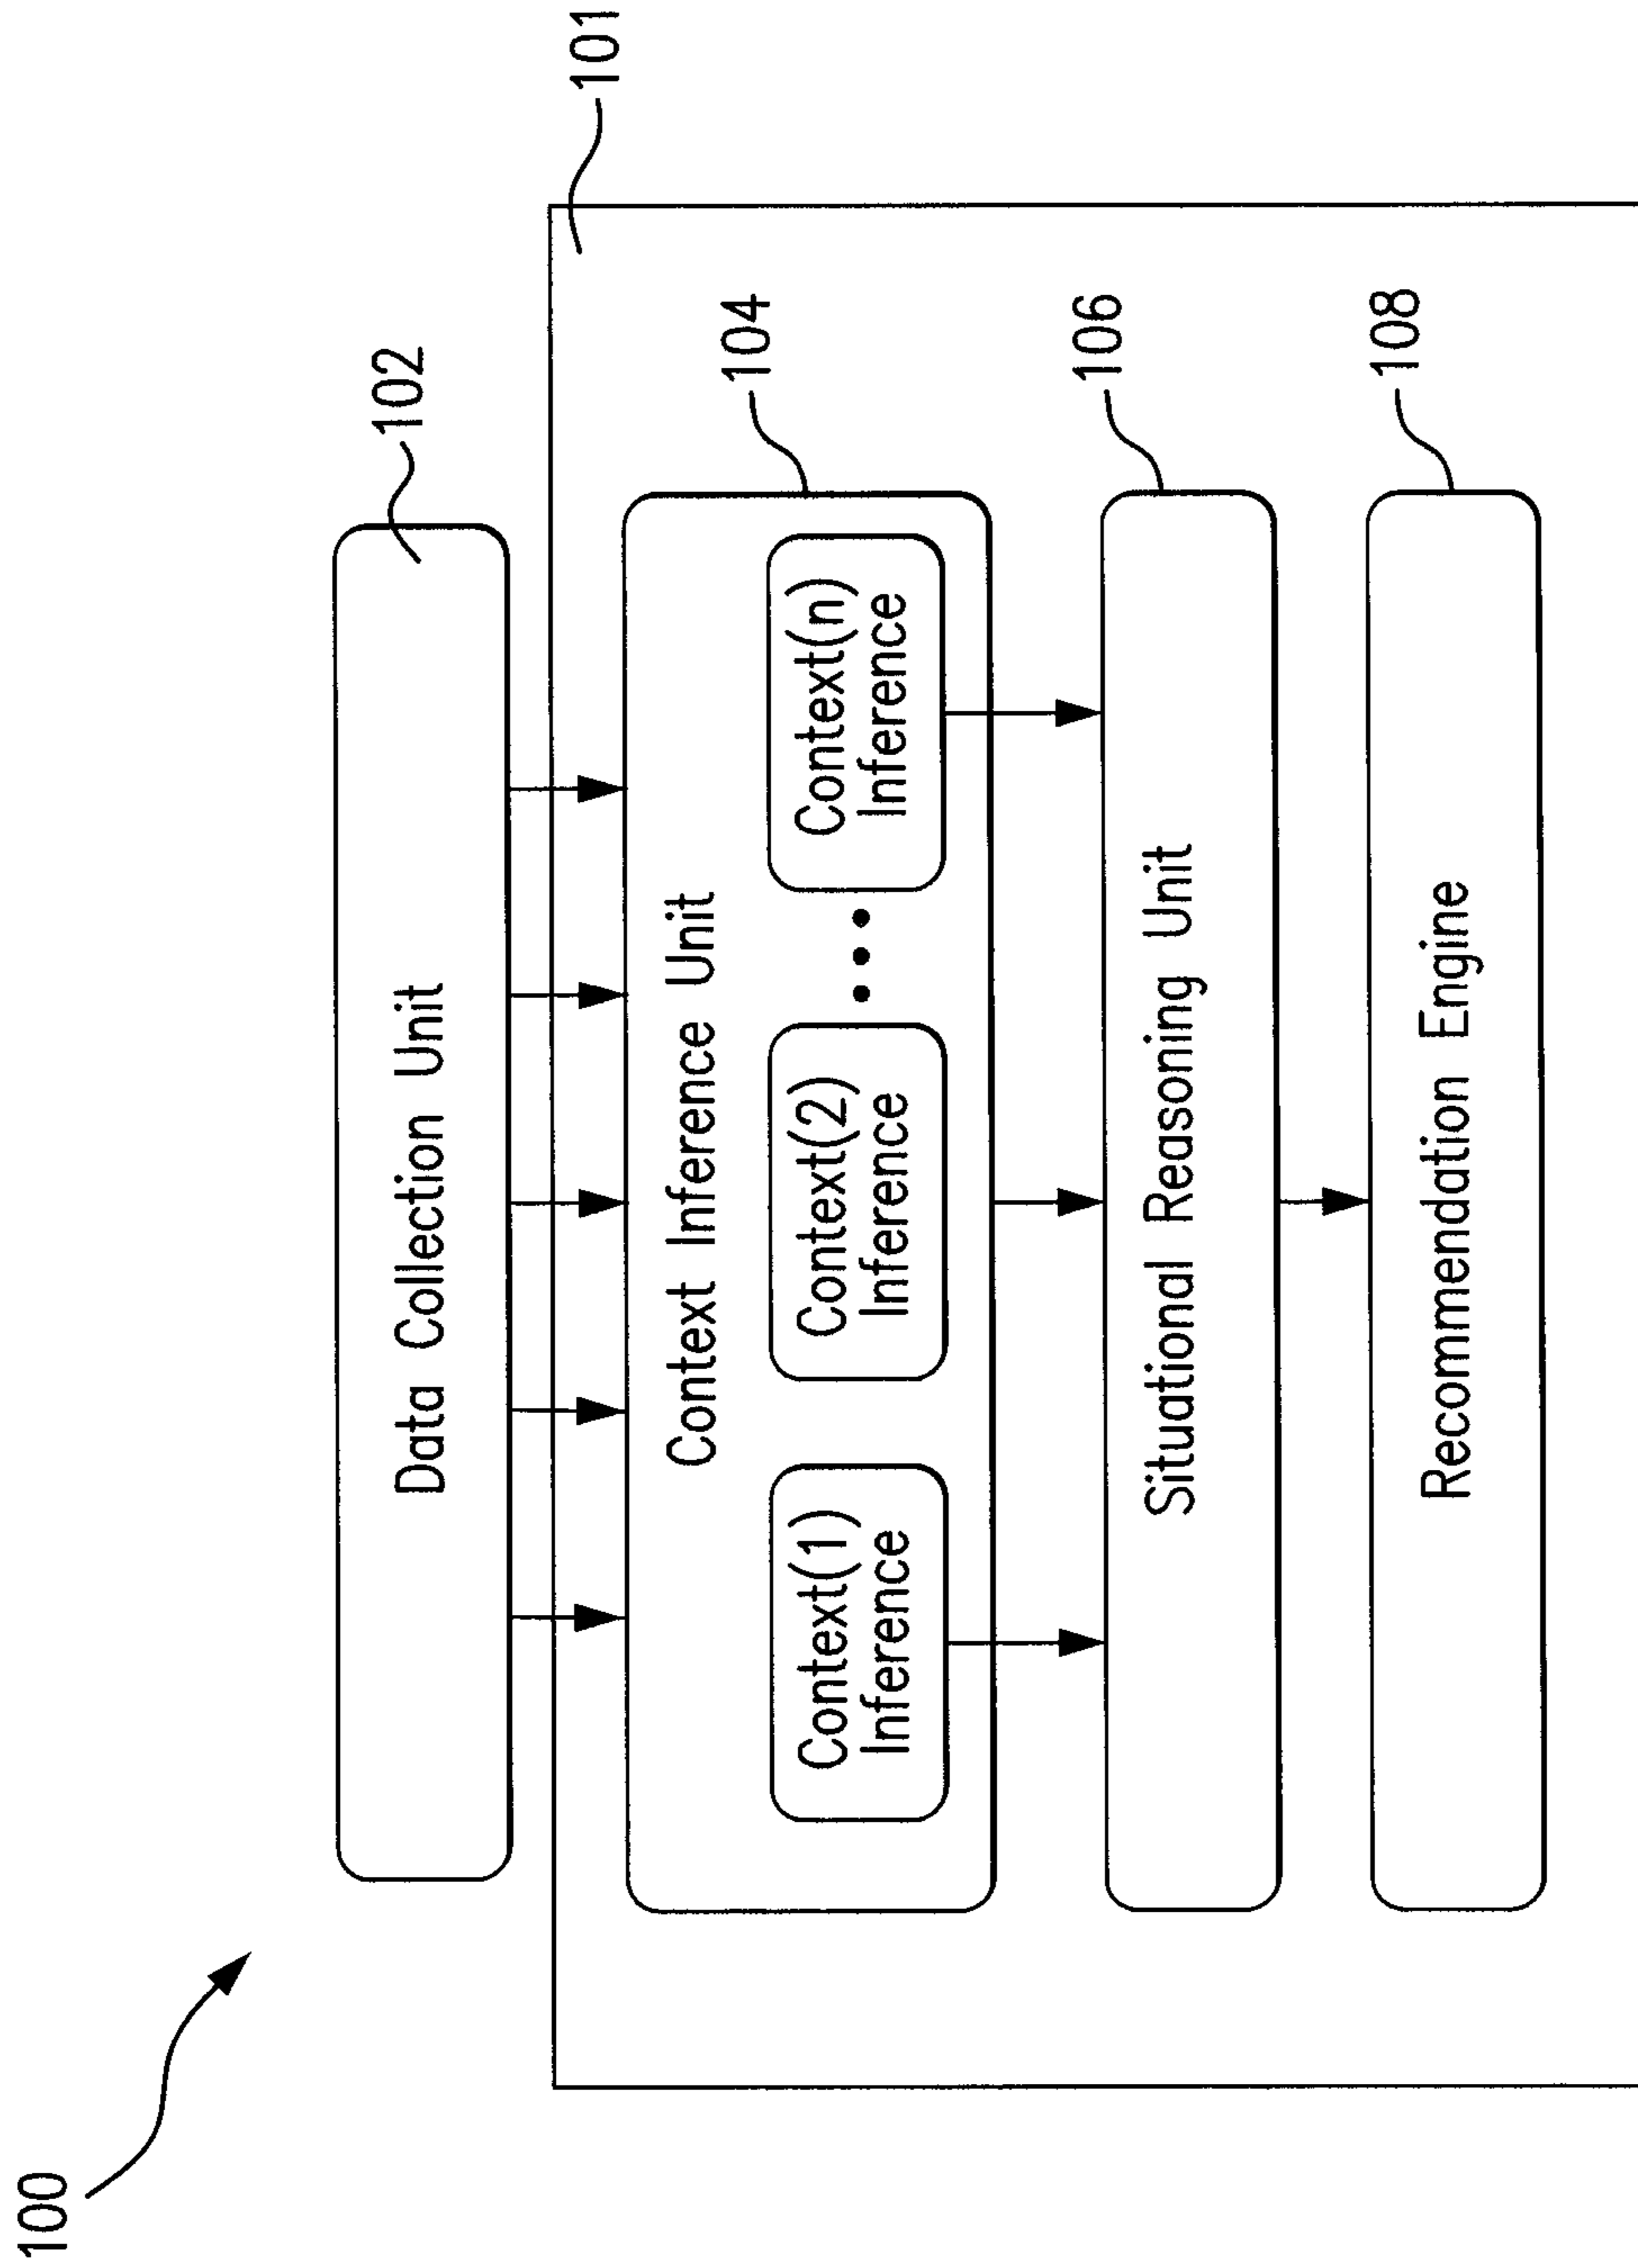 100
101
Data Collection Unit
102
Context Inference Unit
104
Context(1)
Inference
Context(2)
Inference
Context(n)
Inference
Situational Reasoning Unit
106
Recommendation Engine
108